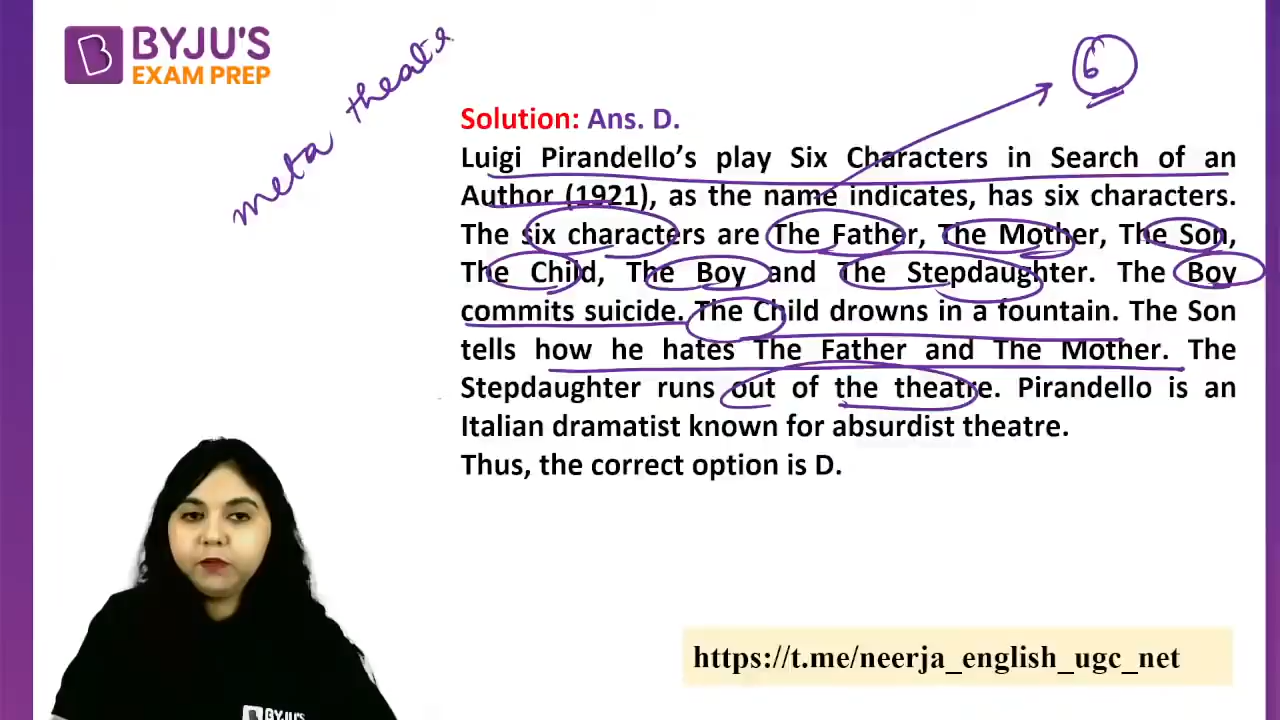 BYJU'S
EXAM PREP
meta theate
6
Solution: Ans. D.
Luigi Pirandello's play Six Characters in Search of an
Author (1921), as the name indicates, has six characters.
The six characters are The Father, The Mother, The Son,
The Child, The Boy and The Stepdaughter. The Boy
commits suicide. The Child drowns in a fountain. The Son
tells how he hates The Father and The Mother. The
Stepdaughter runs out of the theatre. Pirandello is an
Italian dramatist known for absurdist theatre.
Thus, the correct option is D.
https://t.me/neerja_english_ugc_net
BYJU'S